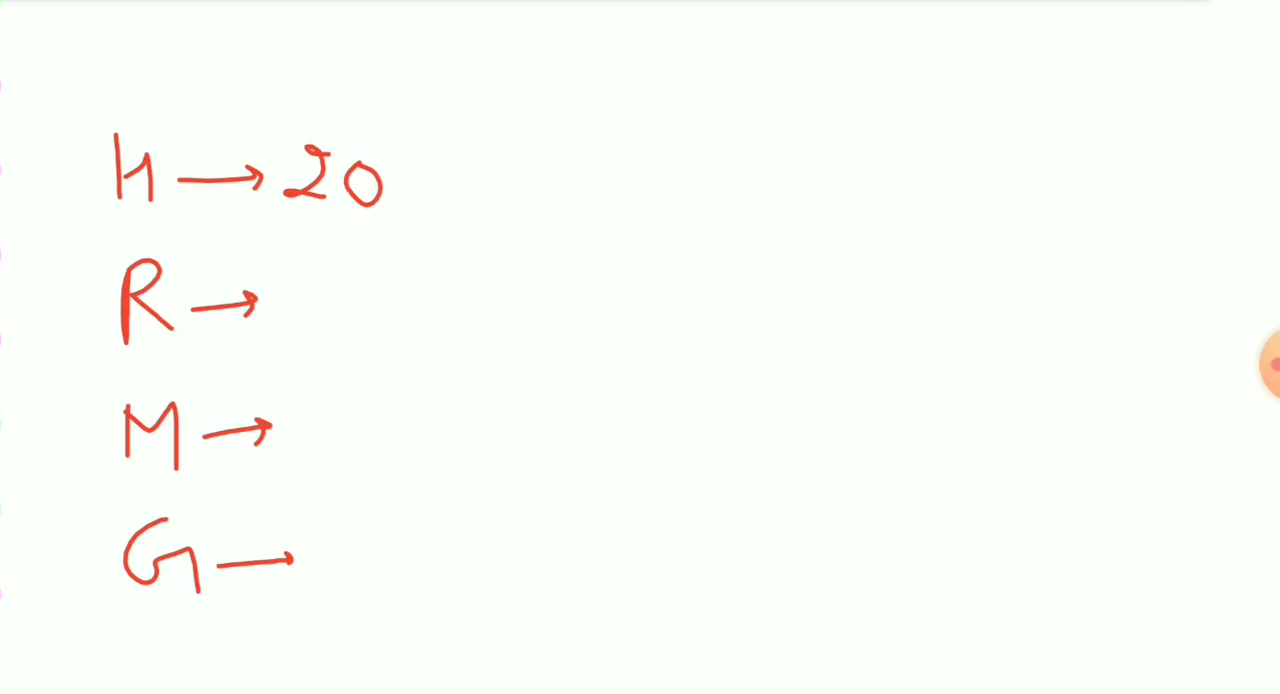 H → 20
R →
M →
G →